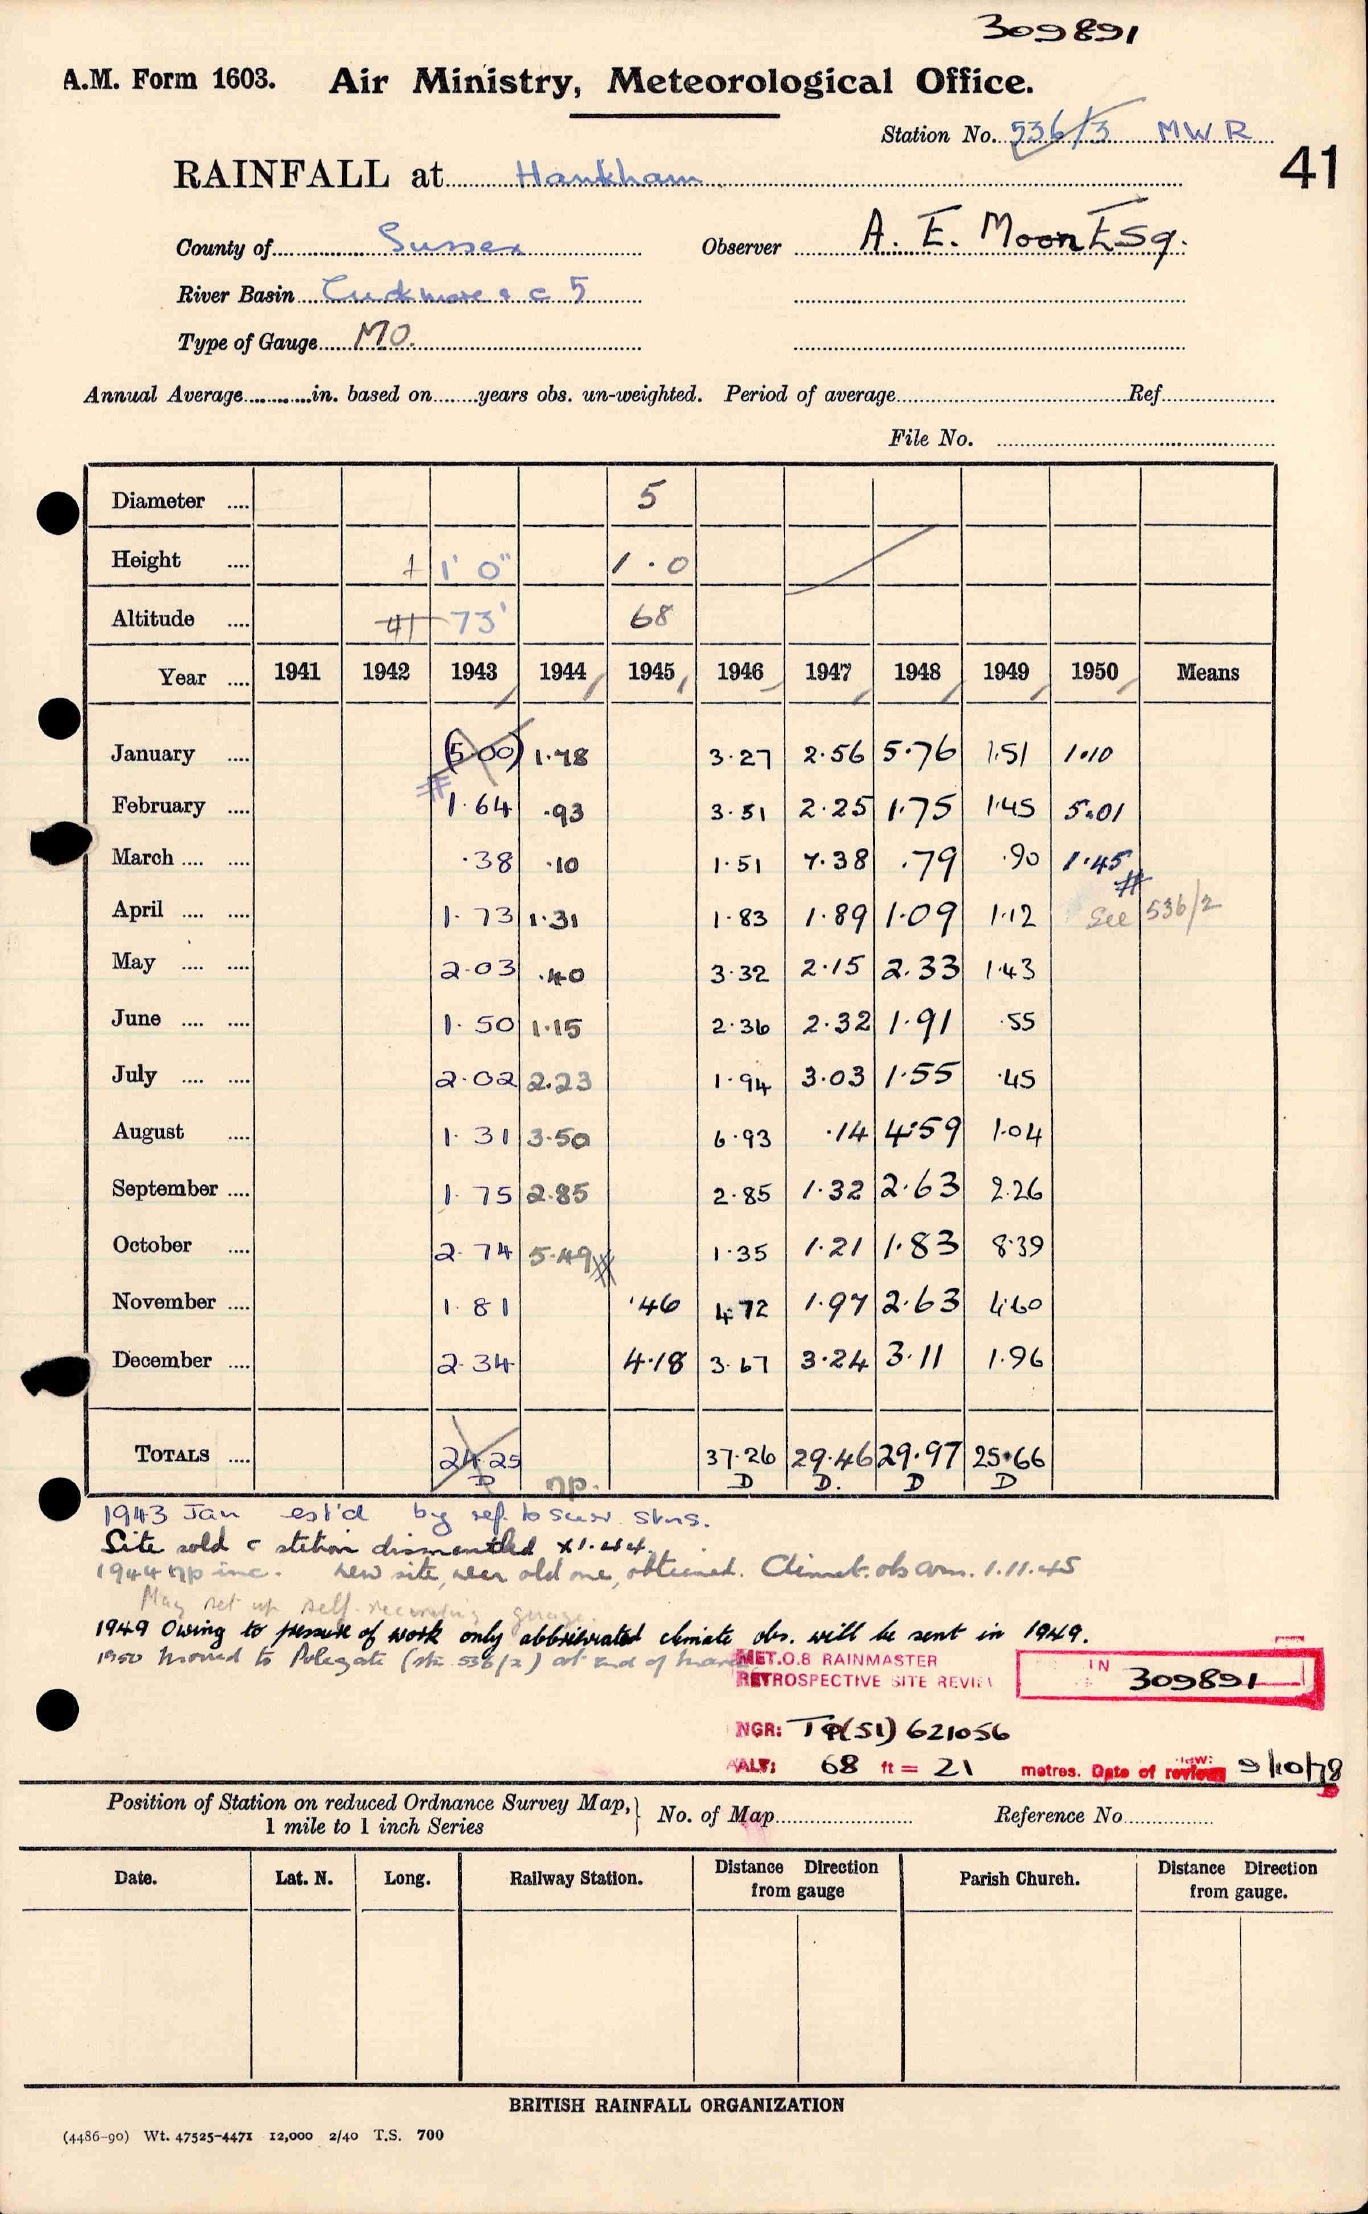 309891
A.M. Form 1603. Air Ministry, Meteorological Office.
Station No. 536/3 MWR
41
RAINFALL at Hankham
County of Sussex Observer A. E. Moon Esq.
River Basin Cuckmere & c 5
Type of Gauge MO.
Annual Average in. based on years obs. un-weighted. Period of average Ref.
File No.
Diameter .... 5
Height .... 1 1' 0" 1.0
Altitude .... 41 73' 68
Year .... 1941 1942 1943 1944 1945 1946 1947 1948 1949 1950 Means
January .... (5.00) 1.78 3.27 2.56 5.76 1.51 1.10
February .... 1.64 .93 3.51 2.25 1.75 1.45 5.01
March .... .... .38 .10 1.51 4.38 .79 .90 1.45
April .... .... 1.73 1.31 1.83 1.89 1.09 1.12 See 536/2
May .... .... 2.03 .40 3.32 2.15 2.33 1.43
June .... .... 1.50 1.15 2.36 2.32 1.91 .55
July .... .... 2.02 2.23 1.94 3.03 1.55 .45
August .... 1.31 3.50 6.93 .14 4.59 1.04
September .... 1.75 2.85 2.85 1.32 2.63 2.26
October .... 2.74 5.49 1.35 1.21 1.83 8.39
November .... 1.81 .46 4.72 1.97 2.63 4.60
December .... 2.34 4.18 3.67 3.24 3.11 1.96
TOTALS .... 24.25 37.26 29.46 29.97 25.66
D np. D D. D D
1943 Jan est'd by ref. to surr. stns.
Site sold & station dismantled X1.44.
1944 np inc. New site, near old one, obtained. Climat. obs com. 1.11.45
May set up self-recording gauge.
1949 Owing to pressure of work only abbreviated climate obs. will be sent in 1949.
1950 moved to Polegate (stn 536/2) at end of March
MET.O.8 RAINMASTER
RETROSPECTIVE SITE REVIEW
IN 309891
NGR: TQ(51) 621056
ALT: 68 ft = 21 metres. Date of review: 9/10/78
Position of Station on reduced Ordnance Survey Map, 1 mile to 1 inch Series } No. of Map Reference No.
Date. Lat. N. Long. Railway Station. Distance Direction from gauge Parish Church. Distance Direction from gauge.
BRITISH RAINFALL ORGANIZATION
(4486-90) Wt. 47525-4471 12,000 2/40 T.S. 700